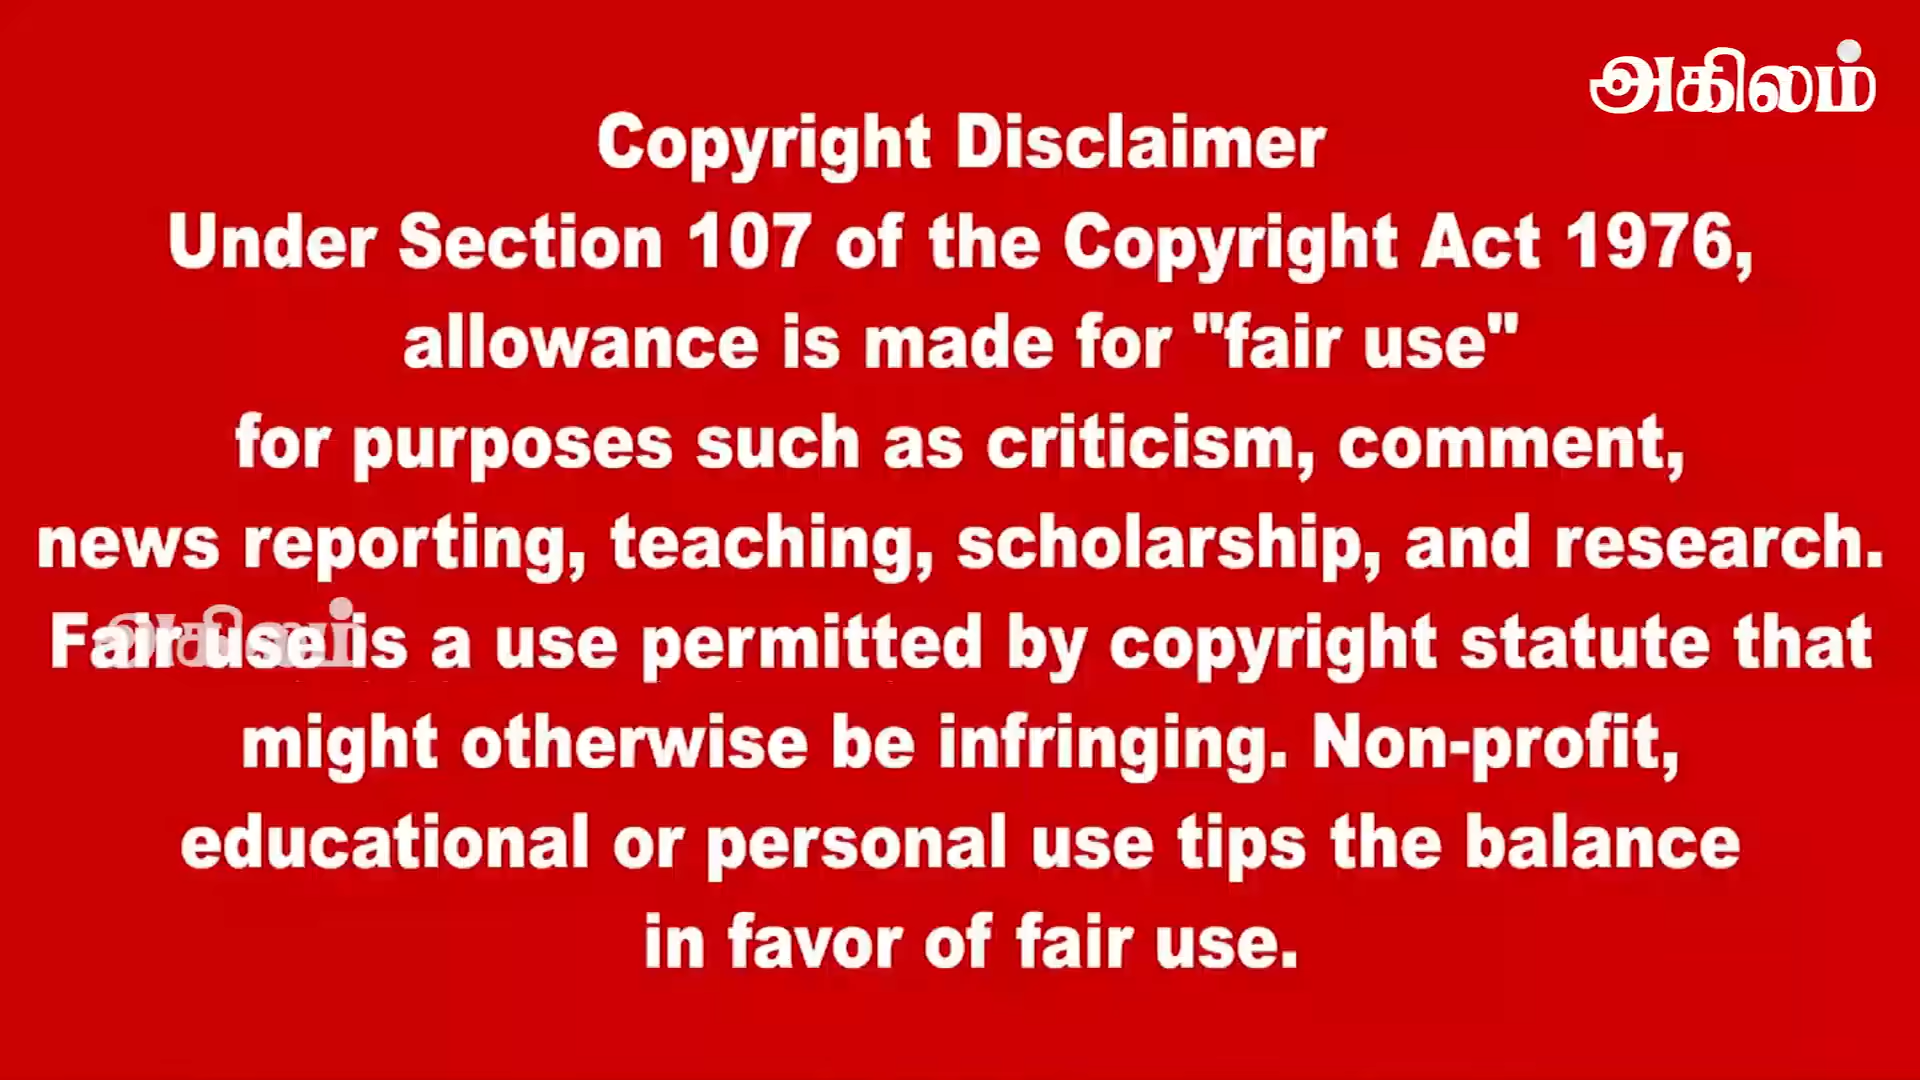 அகிலம்
Copyright Disclaimer
Under Section 107 of the Copyright Act 1976,
allowance is made for "fair use"
for purposes such as criticism, comment,
news reporting, teaching, scholarship, and research.
Fair use is a use permitted by copyright statute that
அகிலம்
might otherwise be infringing. Non-profit,
educational or personal use tips the balance
in favor of fair use.